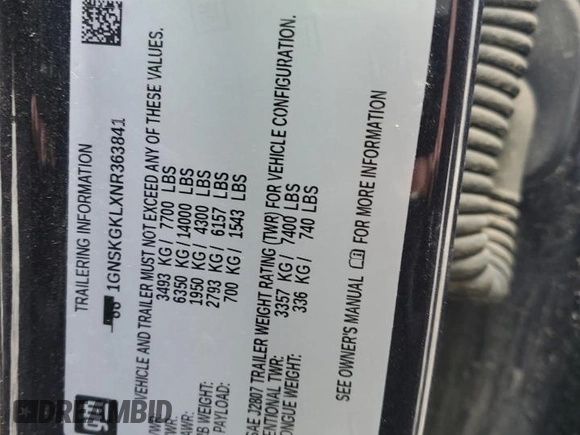 TRAILERING INFORMATION
1GNSKGKLXNR363841
VEHICLE AND TRAILER MUST NOT EXCEED ANY OF THESE VALUES.
3493 KG / 7700 LBS
6350 KG / 14000 LBS
1950 KG / 4300 LBS
WEIGHT: 2793 KG / 6157 LBS
PAYLOAD: 700 KG / 1543 LBS
SAE J2807 TRAILER WEIGHT RATING (TWR) FOR VEHICLE CONFIGURATION.
TWR: 3357 KG / 7400 LBS
WEIGHT: 336 KG / 740 LBS
SEE OWNER'S MANUAL FOR MORE INFORMATION
DREAMBID